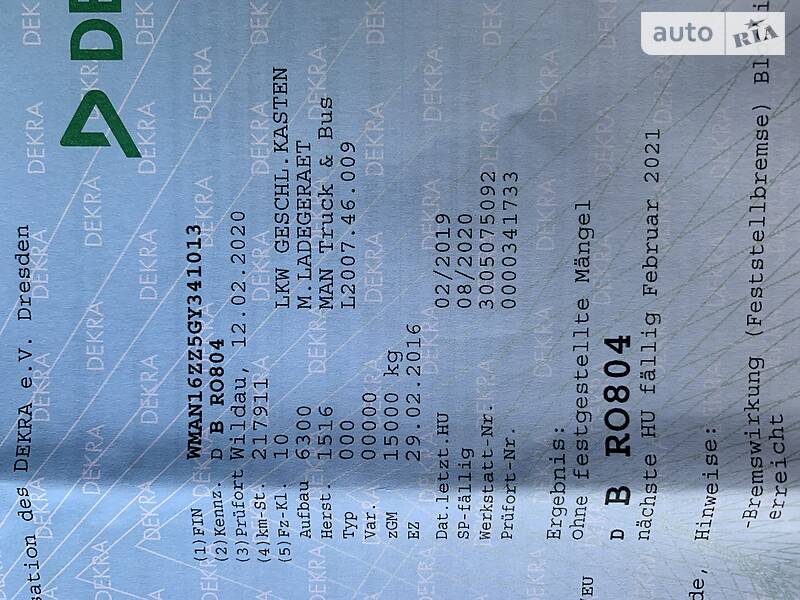 auto RIA
DEKRA
sation des DEKRA e.V. Dresden
(1)FIN WMAN16ZZ5GY341013
(2)Kennz. D B RO804
(3)Prüfort Wildau, 12.02.2020
(4)km-St. 217911
(5)Fz-Kl. 10 LKW GESCHL.KASTEN
Aufbau 6300 M.LADEGERAET
Herst. 1516 MAN Truck & Bus
Typ 000 L2007.46.009
Var. 00000
zGM 15000 kg
EZ 29.02.2016
Dat.letzt.HU 02/2019
SP-fällig 08/2020
Werkstatt-Nr. 3005075092
Prüfort-Nr. 0000341733
Ergebnis:
ohne festgestellte Mängel
D B RO804
nächste HU fällig Februar 2021
Hinweise:
-Bremswirkung (Feststellbremse)
erreicht